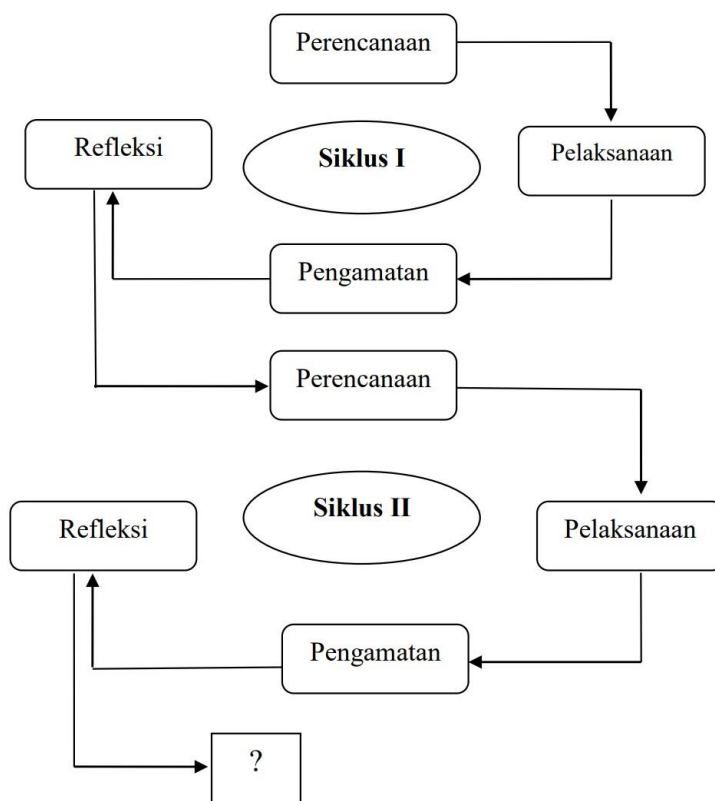 Perencanaan
Refleksi
Siklus I
Pelaksanaan
Pengamatan
Perencanaan
Refleksi
Siklus II
Pelaksanaan
Pengamatan
?